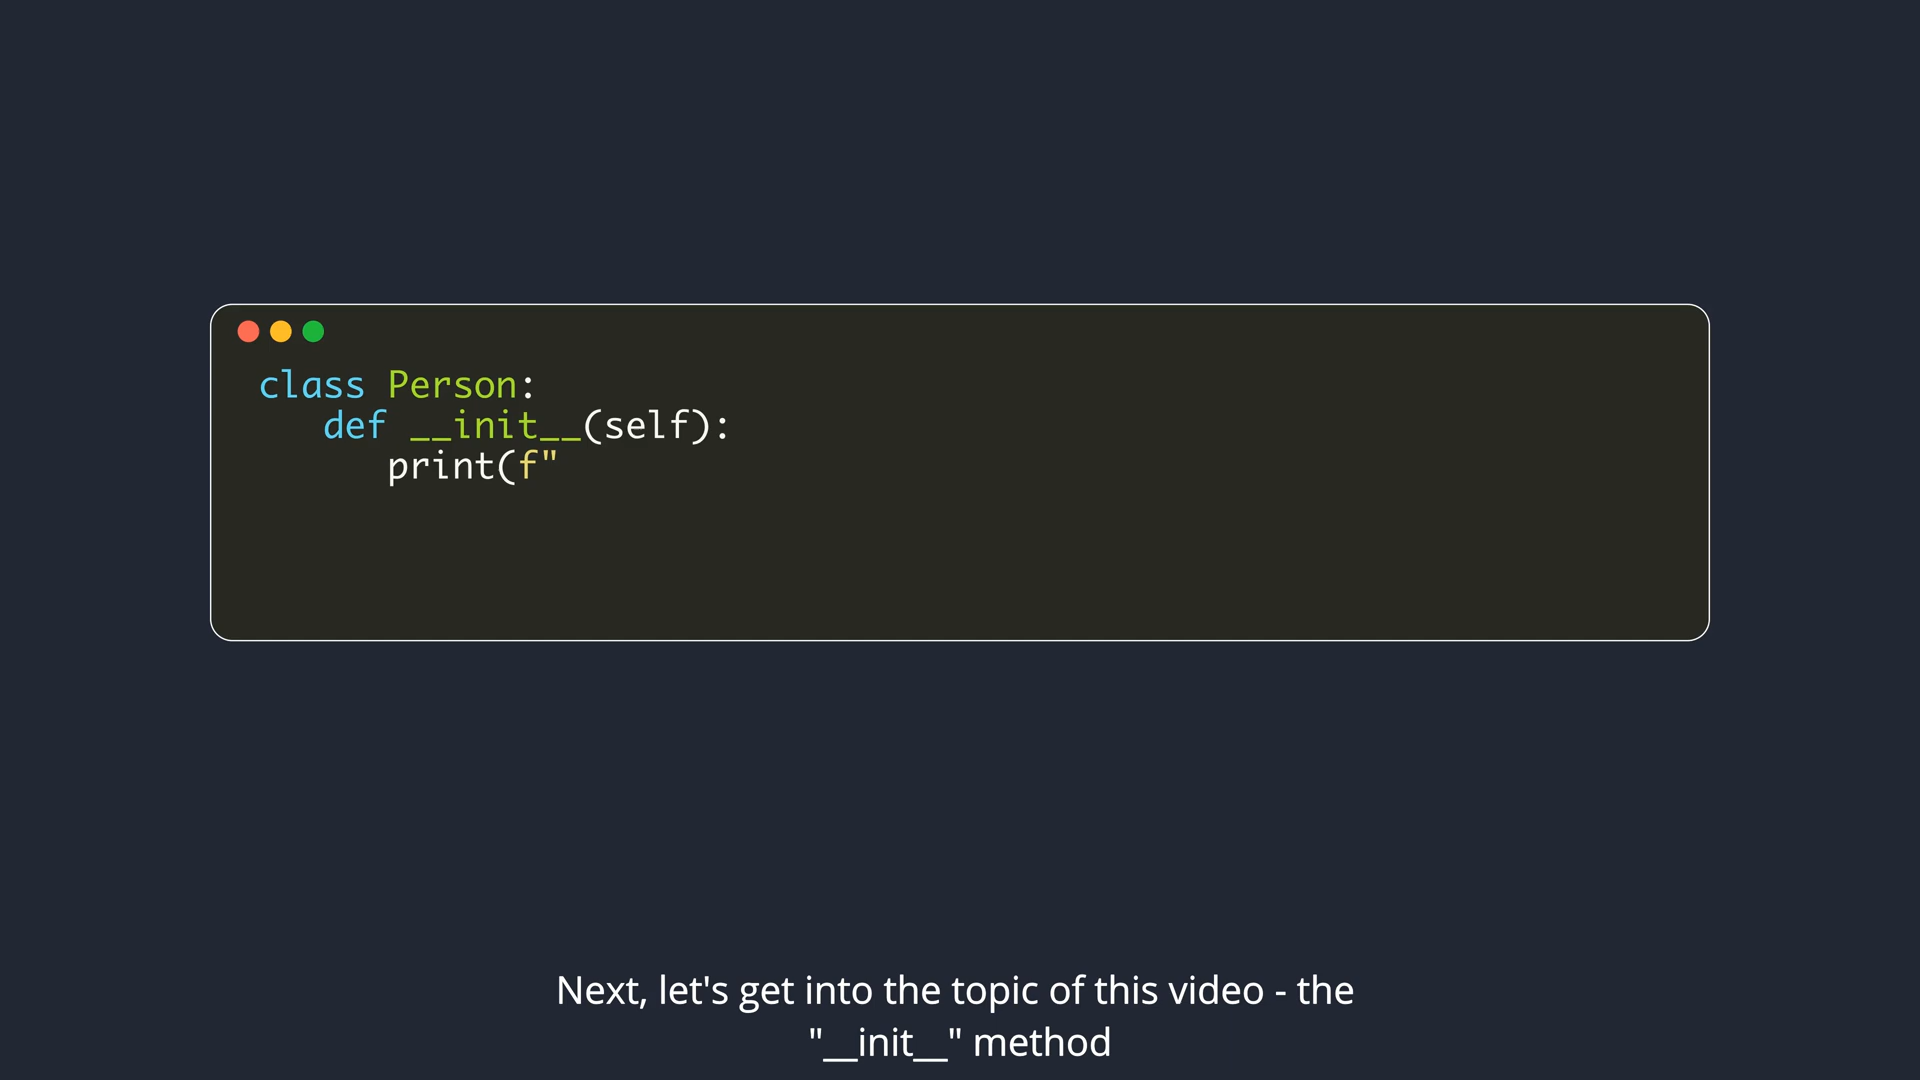 class Person:
   def __init__(self):
      print(f"
Next, let's get into the topic of this video - the
"__init__" method